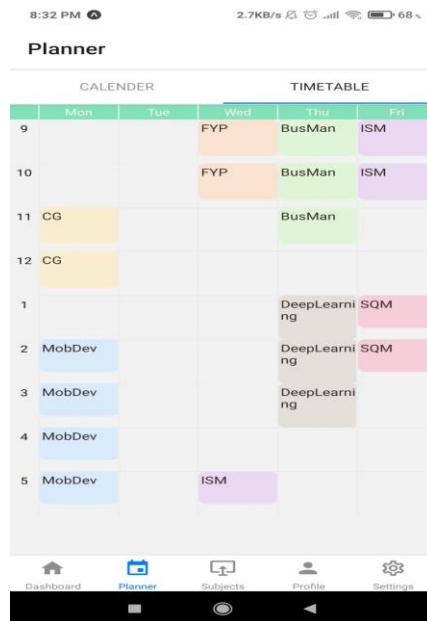 8:32 PM 2.7KB/s 68%
Planner
CALENDER TIMETABLE
Mon Tue Wed Thu Fri
9 FYP BusMan ISM
10 FYP BusMan ISM
11 CG BusMan
12 CG
1 DeepLearni SQM
ng
2 MobDev DeepLearni SQM
ng
3 MobDev DeepLearni
ng
4 MobDev
5 MobDev ISM
Dashboard Planner Subjects Profile Settings